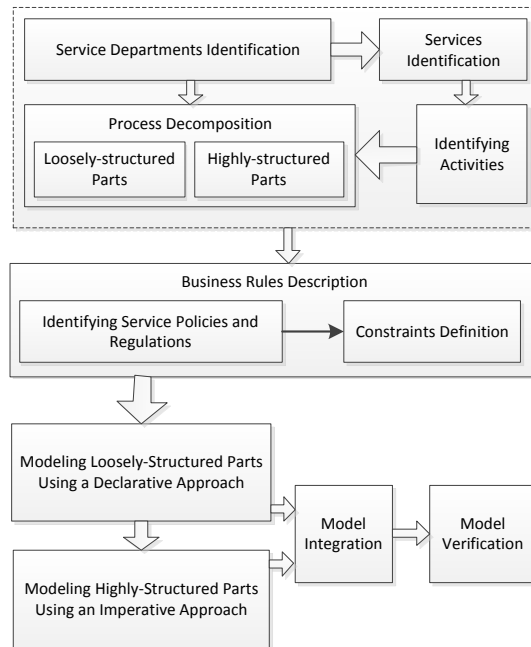 Service Departments Identification
Services
Identification
Process Decomposition
Loosely-structured
Parts
Highly-structured
Parts
Identifying
Activities
Business Rules Description
Identifying Service Policies and
Regulations
Constraints Definition
Modeling Loosely-Structured Parts
Using a Declarative Approach
Model
Integration
Model
Verification
Modeling Highly-Structured Parts
Using an Imperative Approach